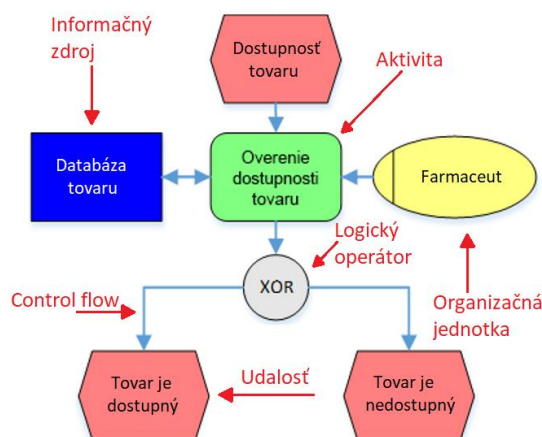 Informačný
zdroj
Dostupnosť
tovaru
Aktivita
Databáza
tovaru
Overenie
dostupnosti
tovaru
Farmaceut
Logický
operátor
XOR
Control flow
Organizačná
jednotka
Tovar je
dostupný
Udalosť
Tovar je
nedostupný